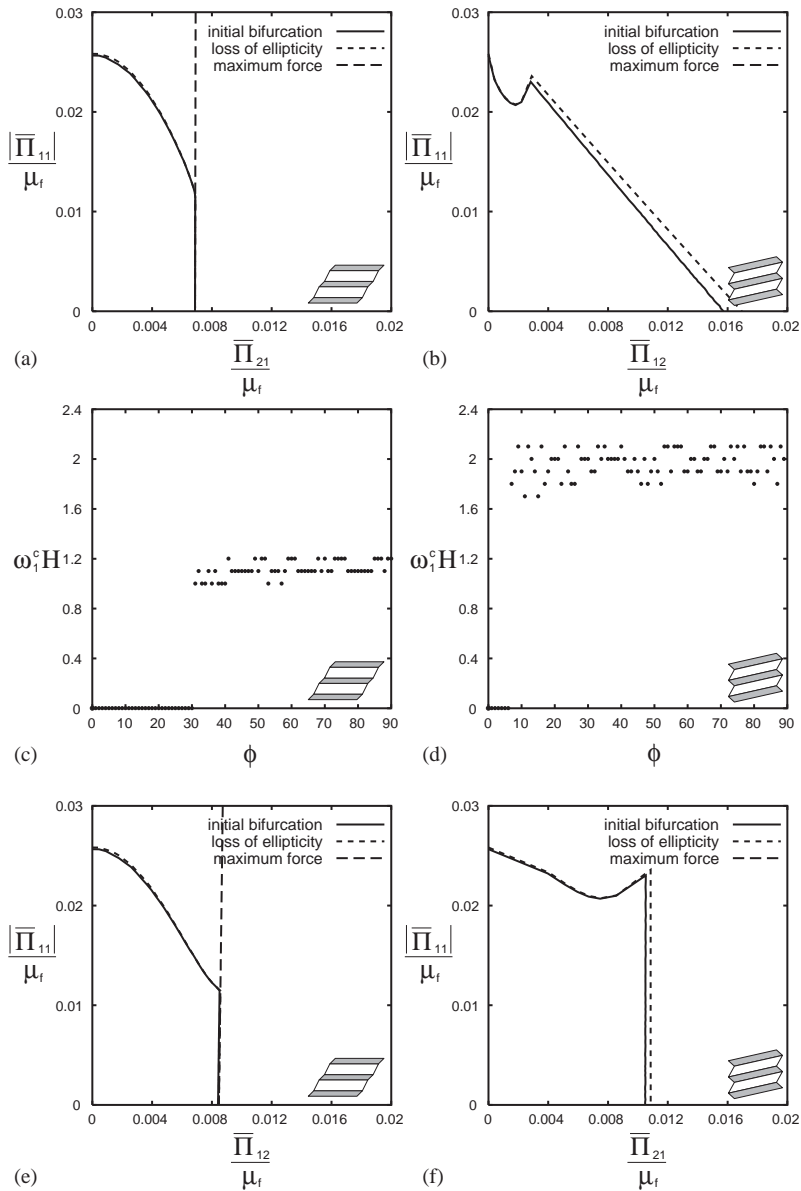 initial bifurcation
loss of ellipticity
maximum force
0.03
0.02
0.01
0
0 0.004 0.008 0.012 0.016 0.02
|Π̅₁₁|
μf
(a)
Π̅₂₁
μf
initial bifurcation
loss of ellipticity
maximum force
0.03
0.02
0.01
0
0 0.004 0.008 0.012 0.016 0.02
|Π̅₁₁|
μf
(b)
Π̅₁₂
μf
2.4
2
1.6
ω₁ᶜH 1.2
0.8
0.4
0
0 10 20 30 40 50 60 70 80 90
(c)
ϕ
2.4
2
1.6
ω₁ᶜH 1.2
0.8
0.4
0
0 10 20 30 40 50 60 70 80 90
(d)
ϕ
initial bifurcation
loss of ellipticity
maximum force
0.03
0.02
0.01
0
0 0.004 0.008 0.012 0.016 0.02
|Π̅₁₁|
μf
(e)
Π̅₁₂
μf
initial bifurcation
loss of ellipticity
maximum force
0.03
0.02
0.01
0
0 0.004 0.008 0.012 0.016 0.02
|Π̅₁₁|
μf
(f)
Π̅₂₁
μf